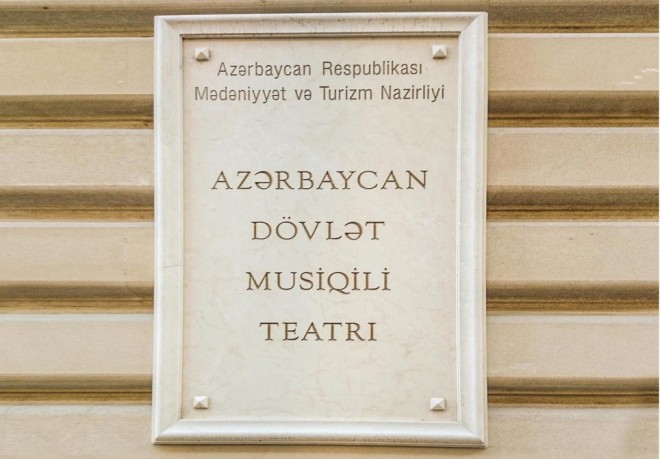 Azərbaycan Respublikası
Mədəniyyət və Turizm Nazirliyi
AZƏRBAYCAN
DÖVLƏT
MUSİQİLİ
TEATRI